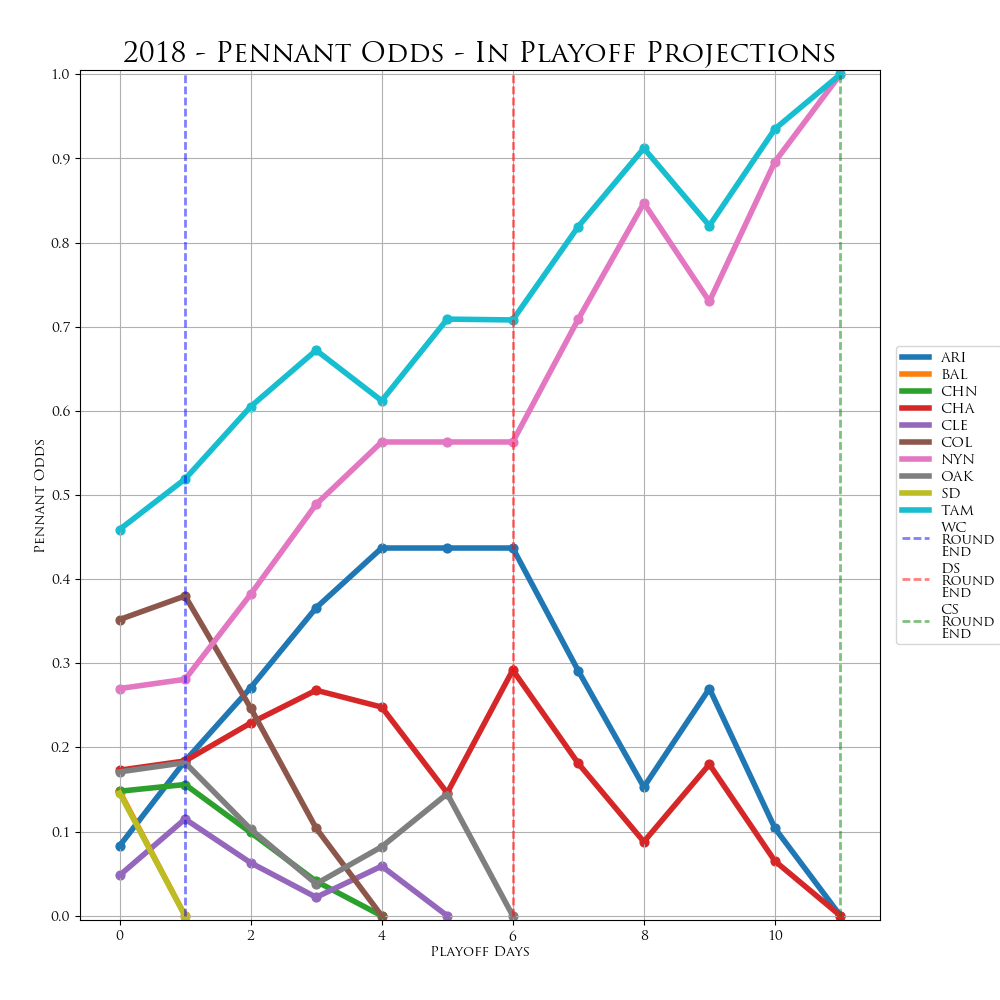 2018 - Pennant Odds - In Playoff Projections
1.0
0.9
0.8
0.7
0.6
0.5
0.4
0.3
0.2
0.1
0.0
Pennant Odds
0
2
4
6
8
10
Playoff Days
ARI
BAL
CHN
CHA
CLE
COL
NYN
OAK
SD
TAM
WC
Round
End
DS
Round
End
CS
Round
End